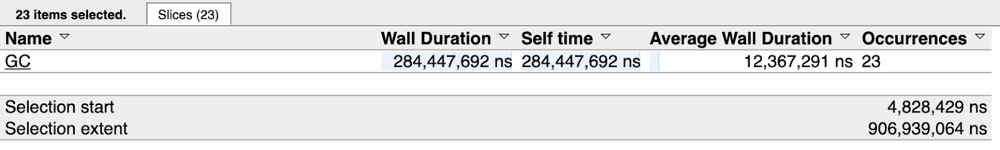 23 items selected. Slices (23)
Name Wall Duration Self time Average Wall Duration Occurrences
GC 284,447,692 ns 284,447,692 ns 12,367,291 ns 23
Selection start 4,828,429 ns
Selection extent 906,939,064 ns